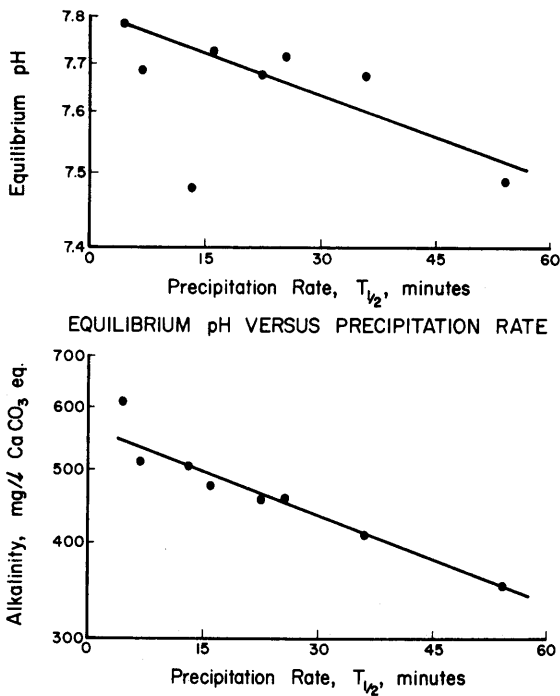 7.8
7.7
7.6
7.5
7.4
Equilibrium pH
0 15 30 45 60
Precipitation Rate, T½, minutes
EQUILIBRIUM pH VERSUS PRECIPITATION RATE
700
600
500
400
300
Alkalinity, mg/ℓ CaCO₃ eq.
0 15 30 45 60
Precipitation Rate, T½, minutes